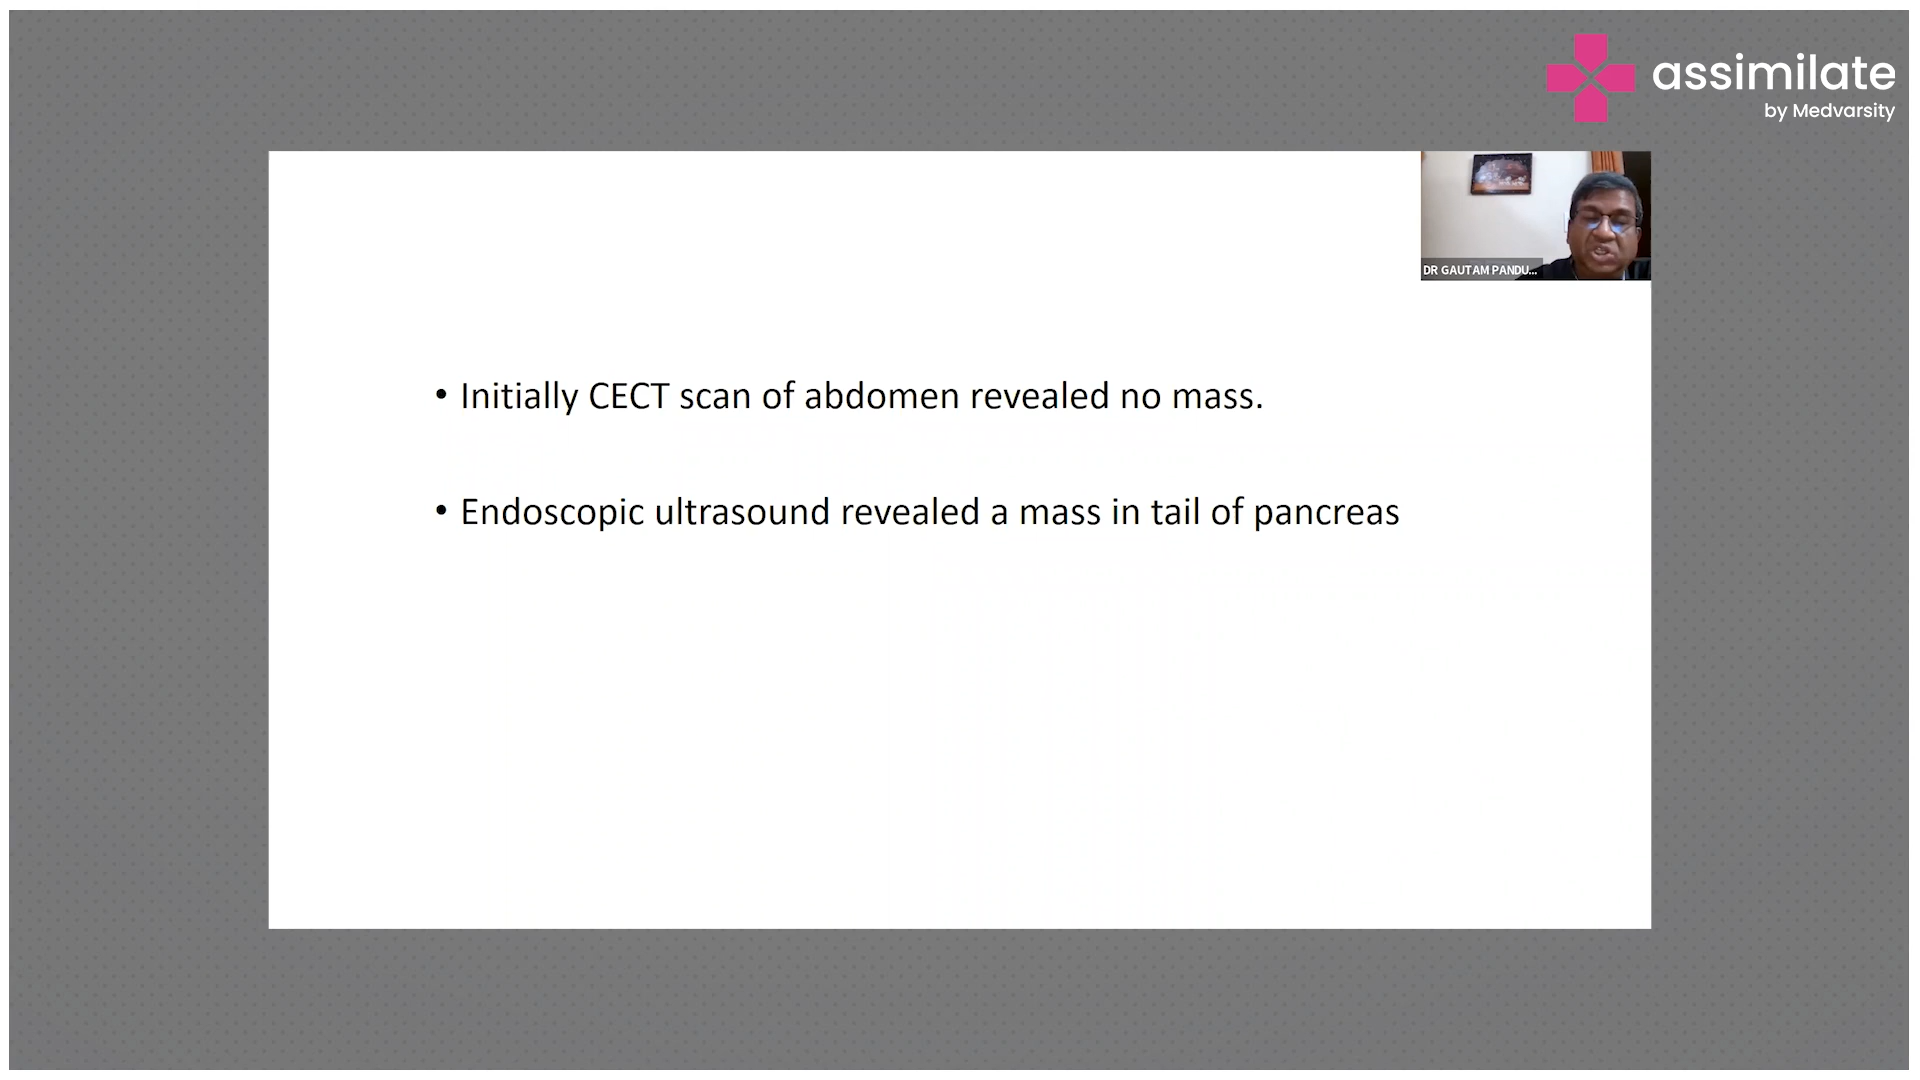 assimilate
by Medvarsity
DR GAUTAM PANDU...
• Initially CECT scan of abdomen revealed no mass.
• Endoscopic ultrasound revealed a mass in tail of pancreas